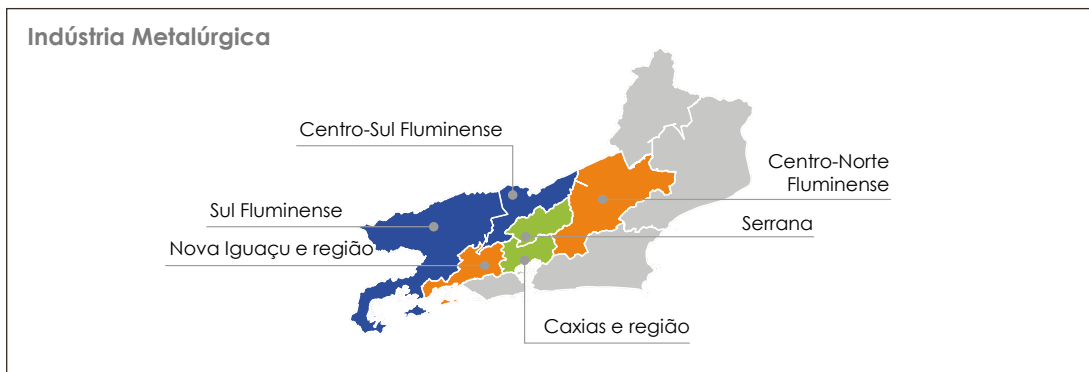 Indústria Metalúrgica
Centro-Sul Fluminense
Centro-Norte
Fluminense
Sul Fluminense
Serrana
Nova Iguaçu e região
Caxias e região